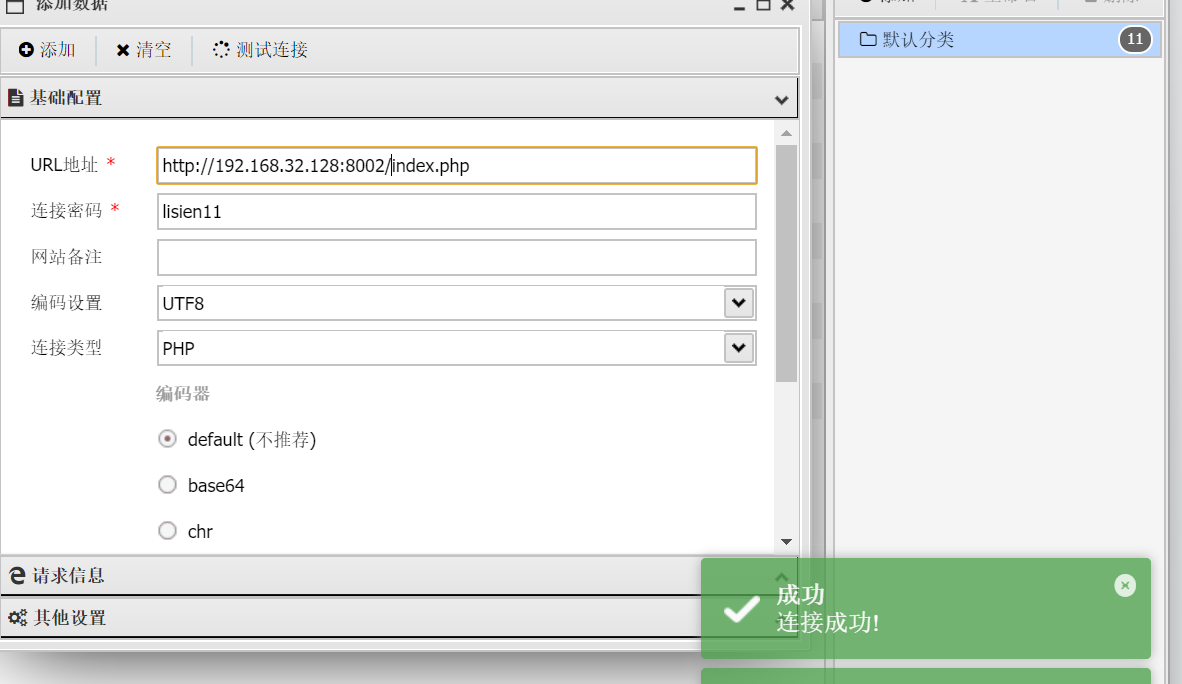 添加数据
添加 清空 测试连接
默认分类 11
基础配置
URL地址 * http://192.168.32.128:8002/index.php
连接密码 * lisien11
网站备注
编码设置 UTF8
连接类型 PHP
编码器
default (不推荐)
base64
chr
请求信息
其他设置
成功
连接成功!